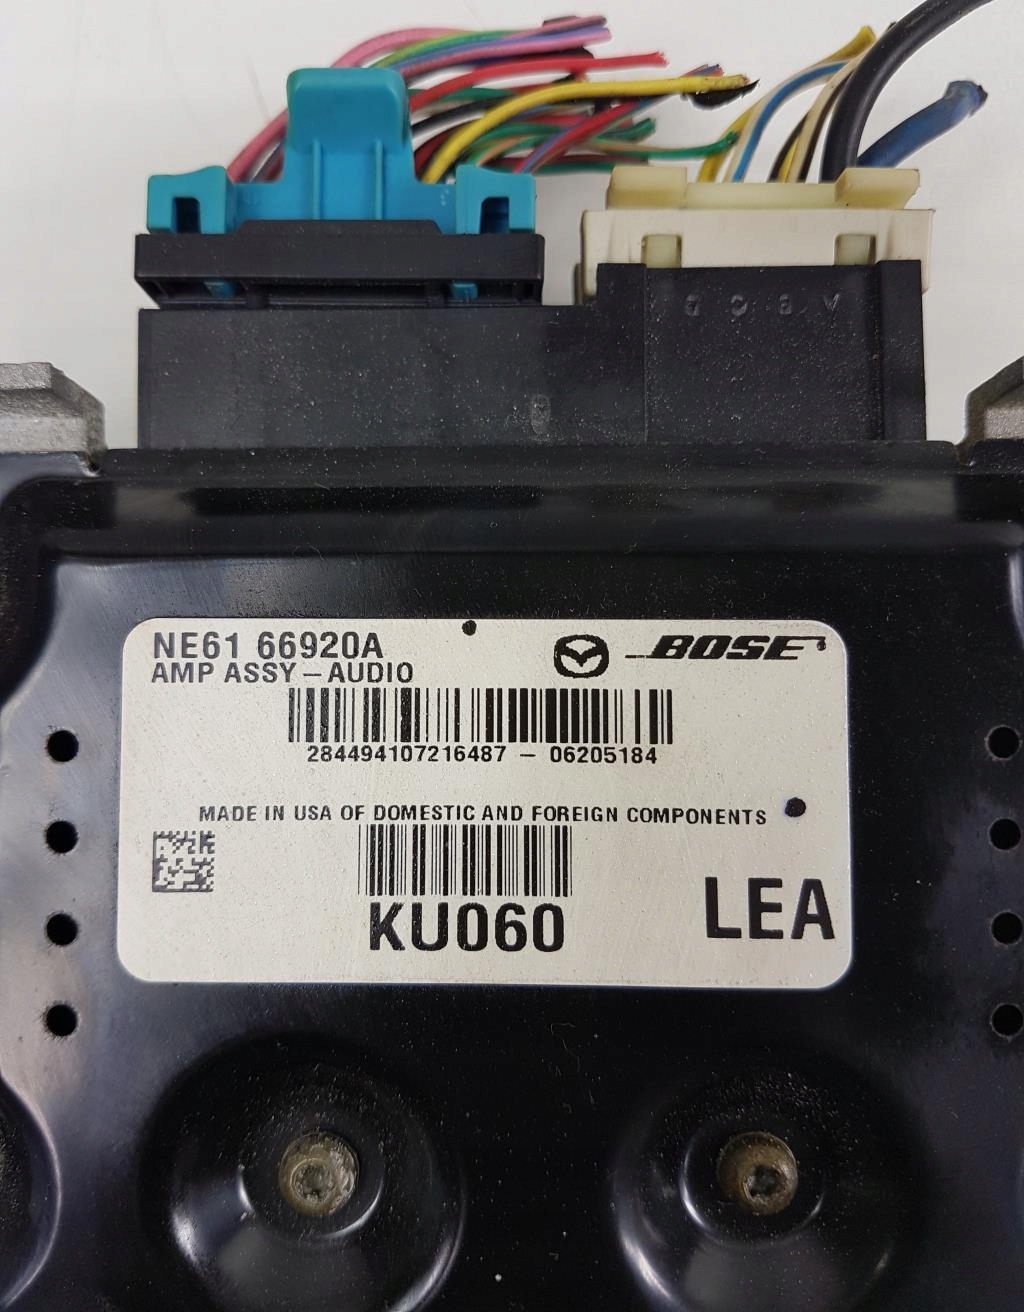 NE61 66920A
AMP ASSY – AUDIO
BOSE
284494107216487 – 06205184
MADE IN USA OF DOMESTIC AND FOREIGN COMPONENTS
KU060
LEA